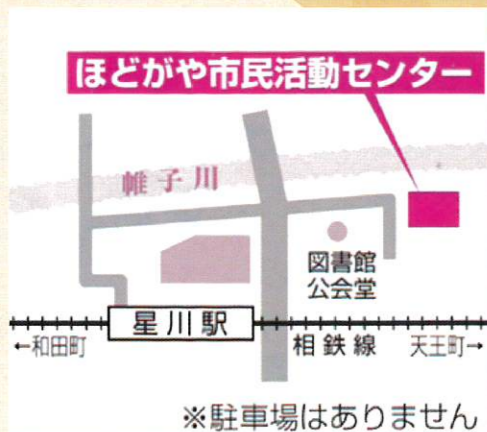 ほどがや市民活動センター
帷子川
図書館
公会堂
星川駅
←和田町
相鉄線
天王町→
※駐車場はありません